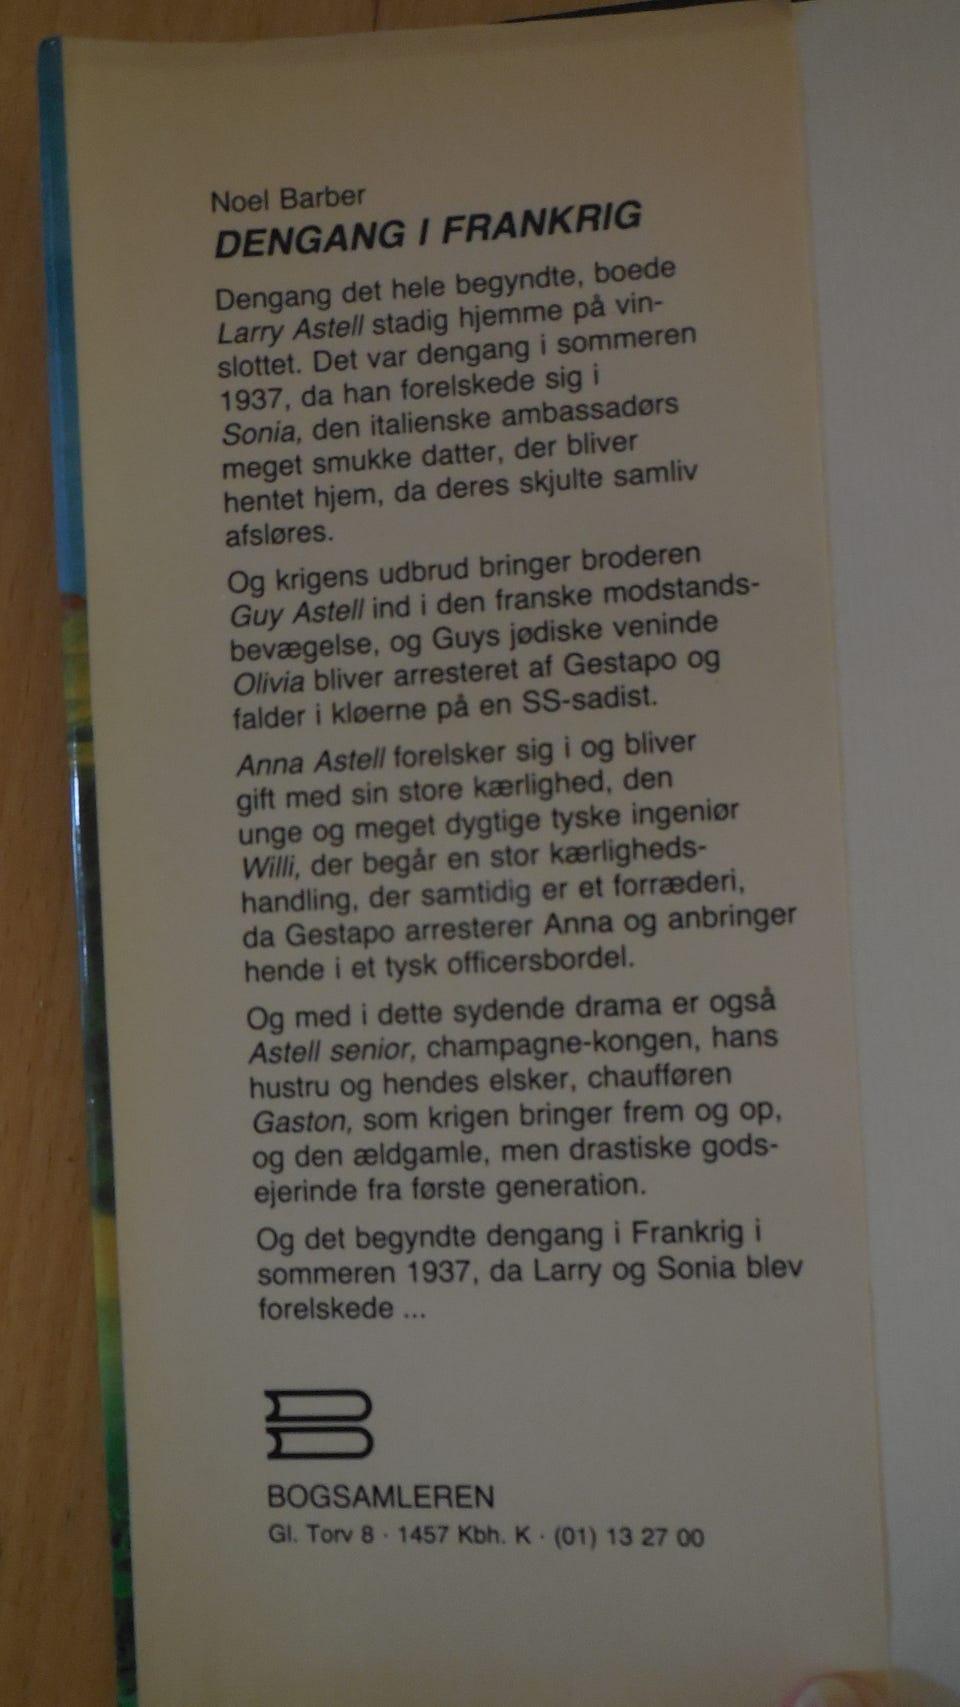 Noel Barber
DENGANG I FRANKRIG
Dengang det hele begyndte, boede
Larry Astell stadig hjemme på vin-
slottet. Det var dengang i sommeren
1937, da han forelskede sig i
Sonia, den italienske ambassadørs
meget smukke datter, der bliver
hentet hjem, da deres skjulte samliv
afsløres.
Og krigens udbrud bringer broderen
Guy Astell ind i den franske modstands-
bevægelse, og Guys jødiske veninde
Olivia bliver arresteret af Gestapo og
falder i kløerne på en SS-sadist.
Anna Astell forelsker sig i og bliver
gift med sin store kærlighed, den
unge og meget dygtige tyske ingeniør
Willi, der begår en stor kærligheds-
handling, der samtidig er et forræderi,
da Gestapo arresterer Anna og anbringer
hende i et tysk officersbordel.
Og med i dette sydende drama er også
Astell senior, champagne-kongen, hans
hustru og hendes elsker, chaufføren
Gaston, som krigen bringer frem og op,
og den ældgamle, men drastiske gods-
ejerinde fra første generation.
Og det begyndte dengang i Frankrig i
sommeren 1937, da Larry og Sonia blev
forelskede ...
BOGSAMLEREN
Gl. Torv 8 · 1457 Kbh. K · (01) 13 27 00